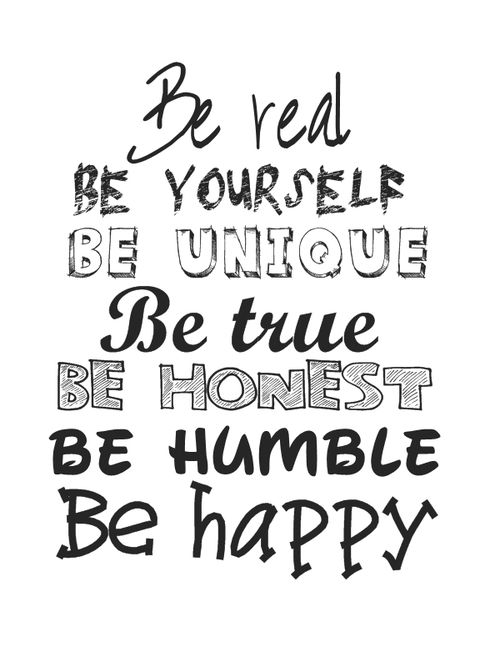 Be real
BE YOURSELF
BE UNIQUE
Be true
BE HONEST
BE HUMBLE
Be happy